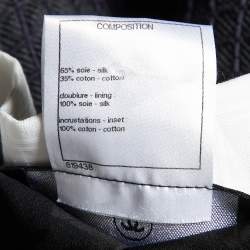 COMPOSITION
65% soie - silk
35% coton - cotton
doublure - lining
100% soie - silk
incrustations - inset
100% coton - cotton
619438